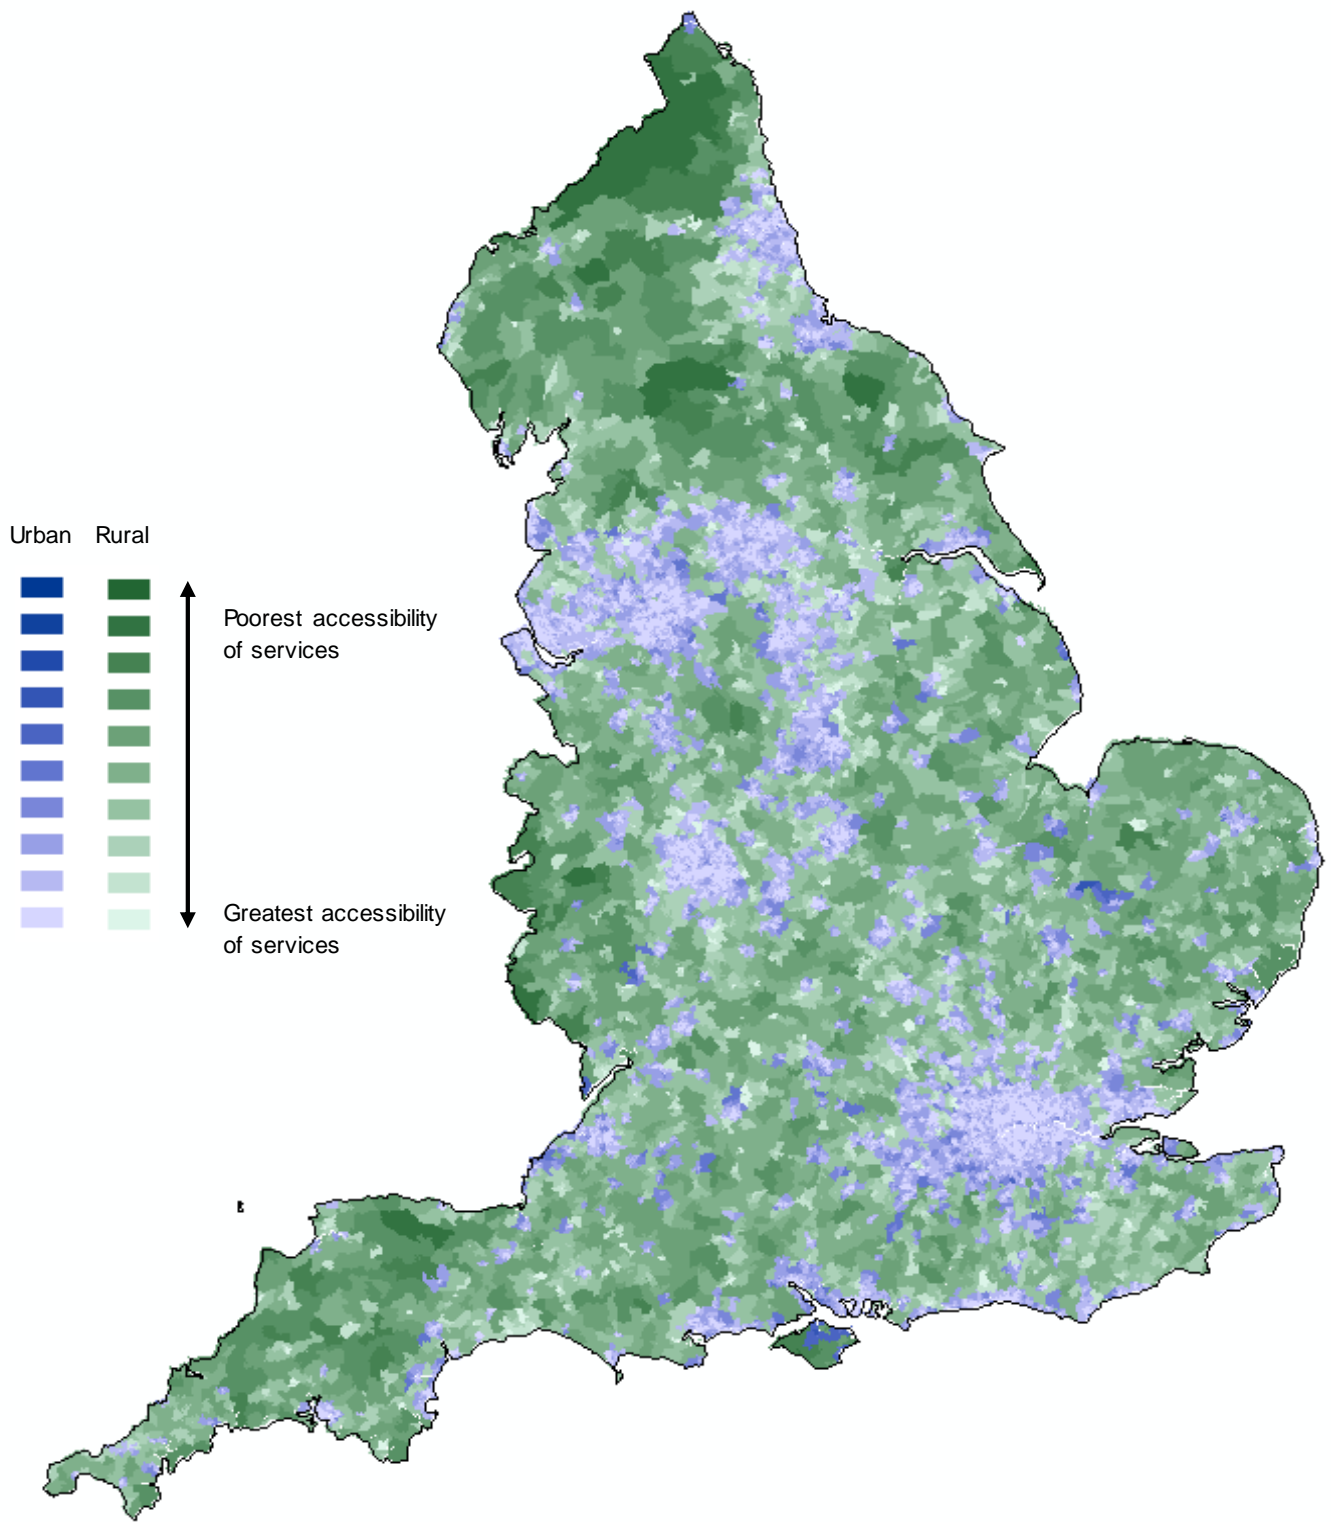 Urban Rural
Poorest accessibility
of services
Greatest accessibility
of services